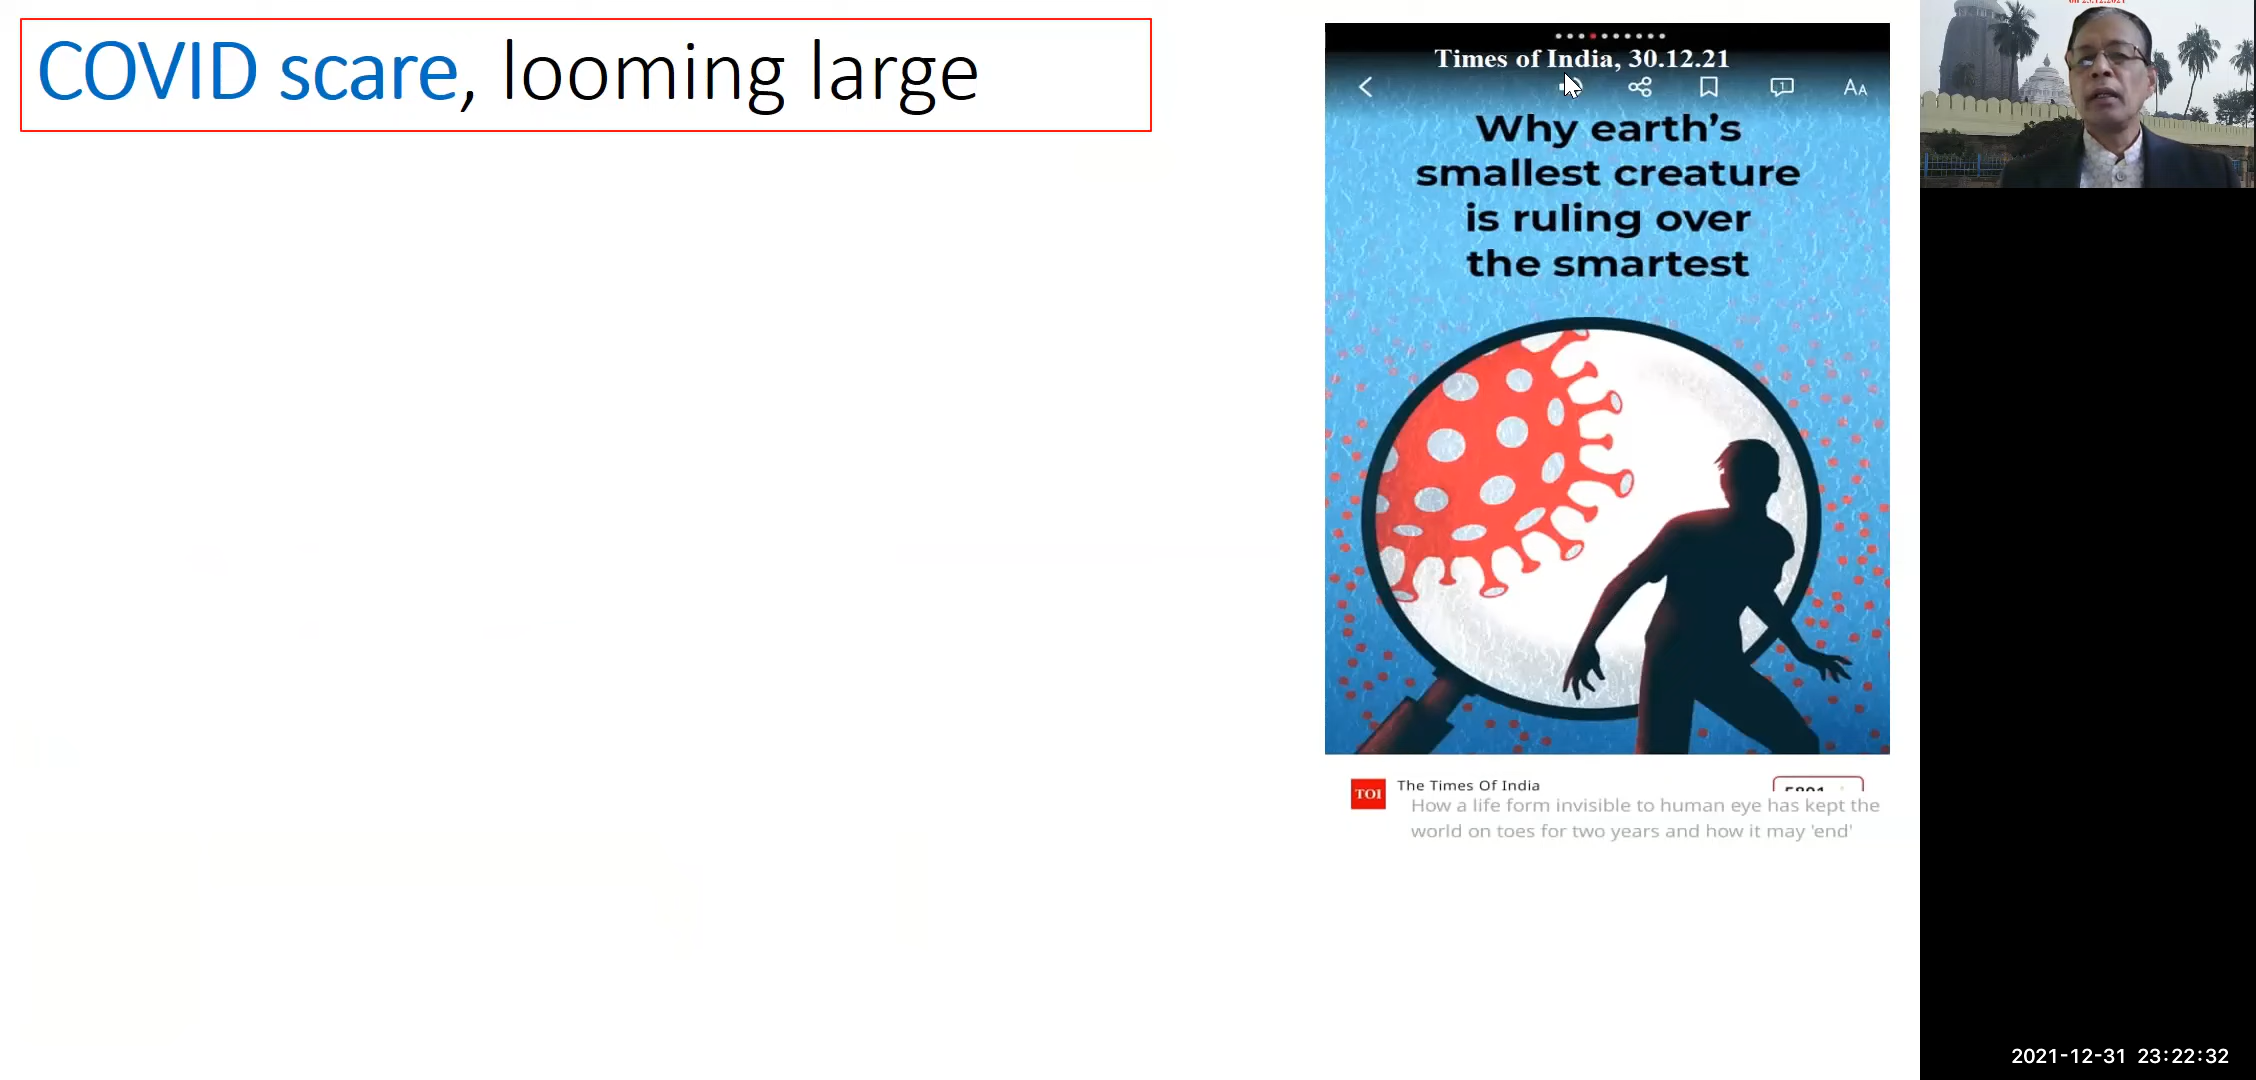 COVID scare, looming large
Times of India, 30.12.21
1
AA
Why earth's
smallest creature
is ruling over
the smartest
TOI
The Times Of India
How a life form invisible to human eye has kept the
world on toes for two years and how it may 'end'
2021-12-31 23:22:32